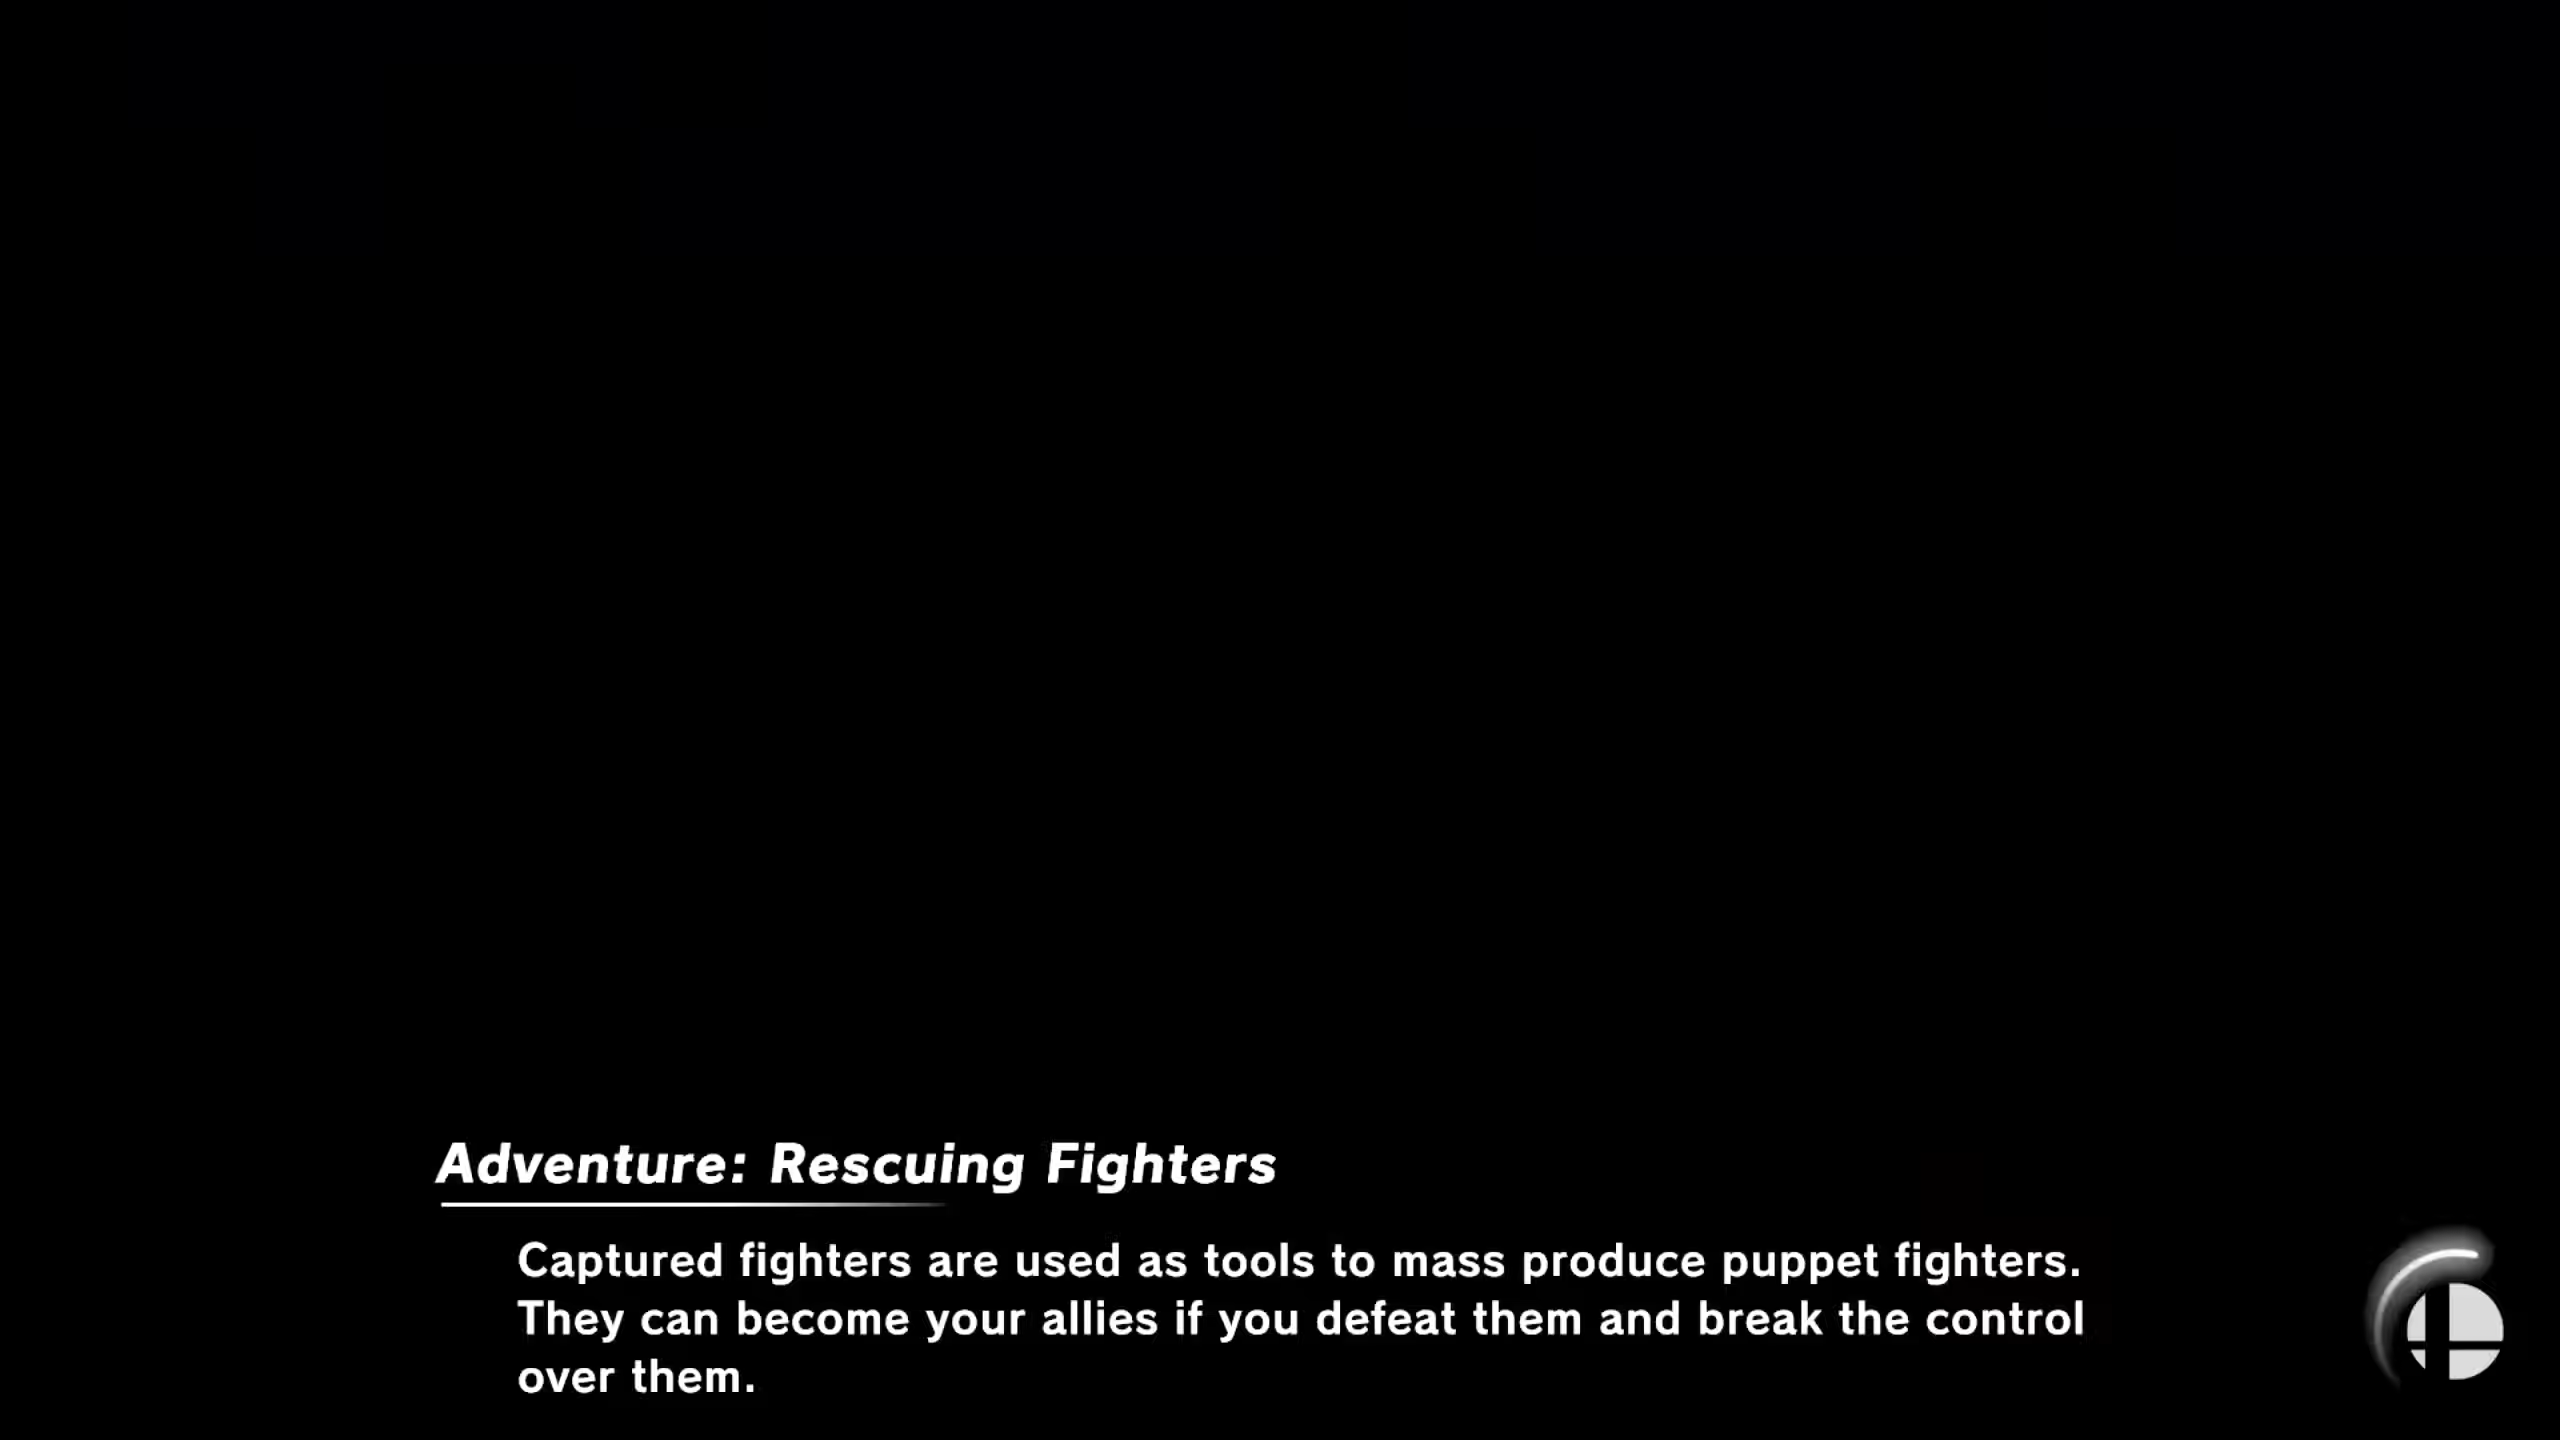 Adventure: Rescuing Fighters
Captured fighters are used as tools to mass produce puppet fighters.
They can become your allies if you defeat them and break the control
over them.